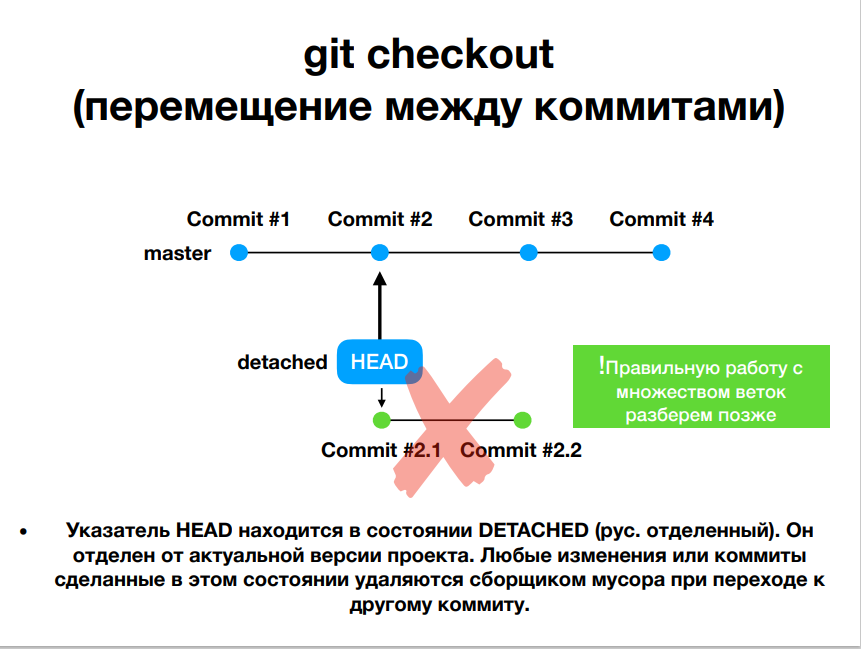 git checkout
(перемещение между коммитами)
Commit #1 Commit #2 Commit #3 Commit #4
master
detached HEAD
!Правильную работу с
множеством веток
разберем позже
Commit #2.1 Commit #2.2
• Указатель HEAD находится в состоянии DETACHED (рус. отделенный). Он
отделен от актуальной версии проекта. Любые изменения или коммиты
сделанные в этом состоянии удаляются сборщиком мусора при переходе к
другому коммиту.